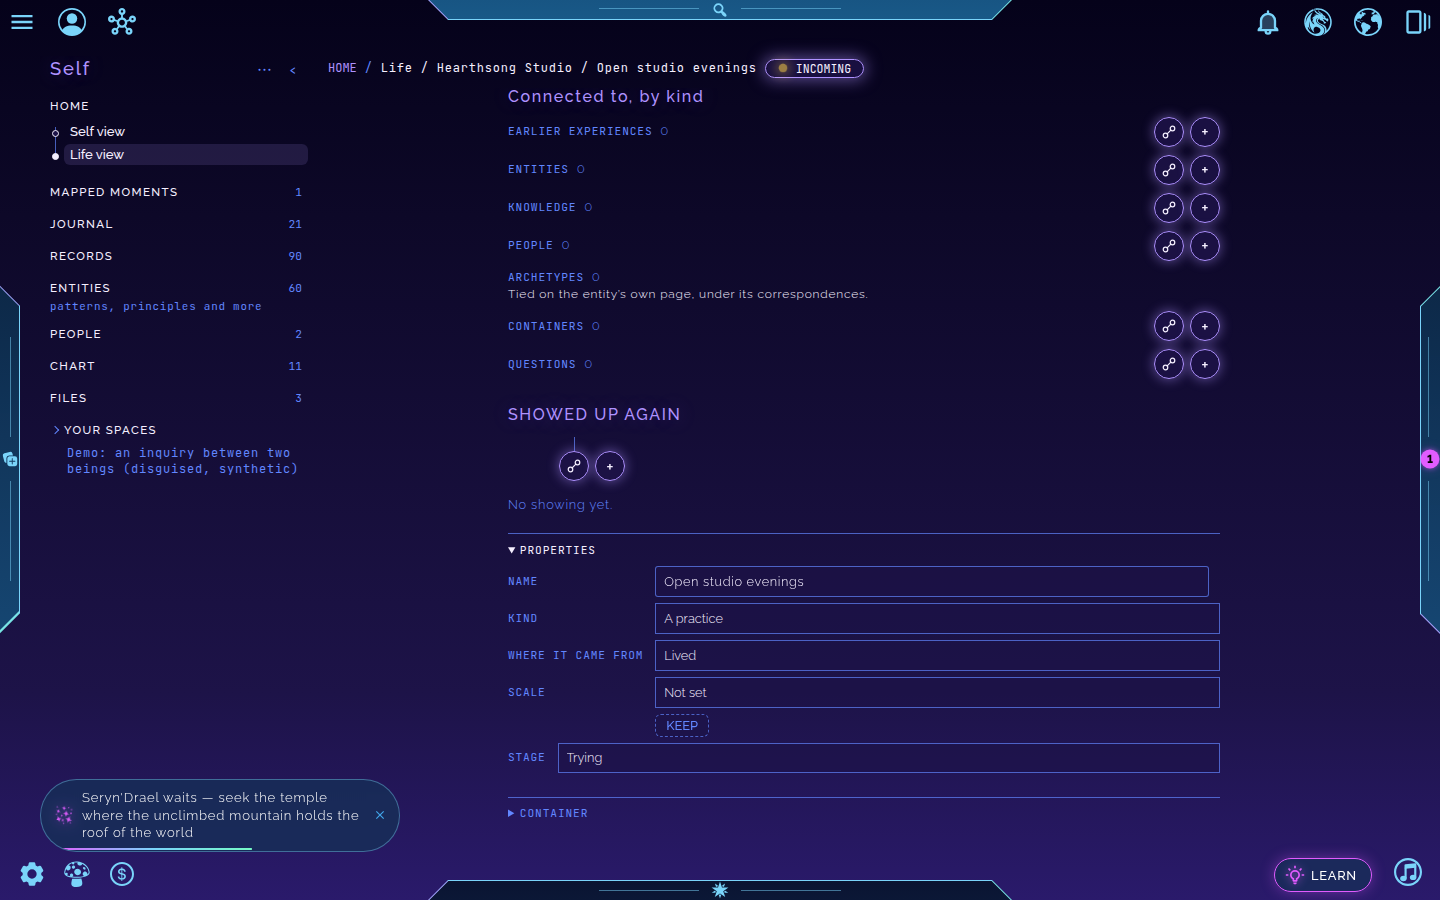 Self
HOME / Life / Hearthsong Studio / Open studio evenings
INCOMING
HOME
Self view
Life view
MAPPED MOMENTS 1
JOURNAL 21
RECORDS 90
ENTITIES 60
patterns, principles and more
PEOPLE 2
CHART 11
FILES 3
YOUR SPACES
Demo: an inquiry between two
beings (disguised, synthetic)
Connected to, by kind
EARLIER EXPERIENCES 0
ENTITIES 0
KNOWLEDGE 0
PEOPLE 0
ARCHETYPES 0
Tied on the entity's own page, under its correspondences.
CONTAINERS 0
QUESTIONS 0
SHOWED UP AGAIN
No showing yet.
PROPERTIES
NAME Open studio evenings
KIND A practice
WHERE IT CAME FROM Lived
SCALE Not set
KEEP
STAGE Trying
CONTAINER
1
Seryn'Drael waits — seek the temple
where the unclimbed mountain holds the
roof of the world
LEARN